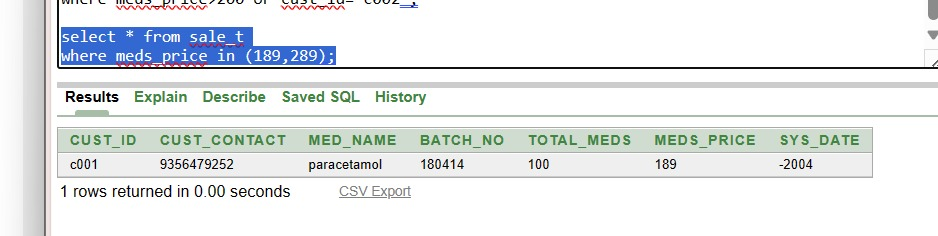 where meds_price>200 or cust_id='c002';
select * from sale_t
where meds_price in (189,289);
Results Explain Describe Saved SQL History
CUST_ID CUST_CONTACT MED_NAME BATCH_NO TOTAL_MEDS MEDS_PRICE SYS_DATE
c001 9356479252 paracetamol 180414 100 189 -2004
1 rows returned in 0.00 seconds CSV Export